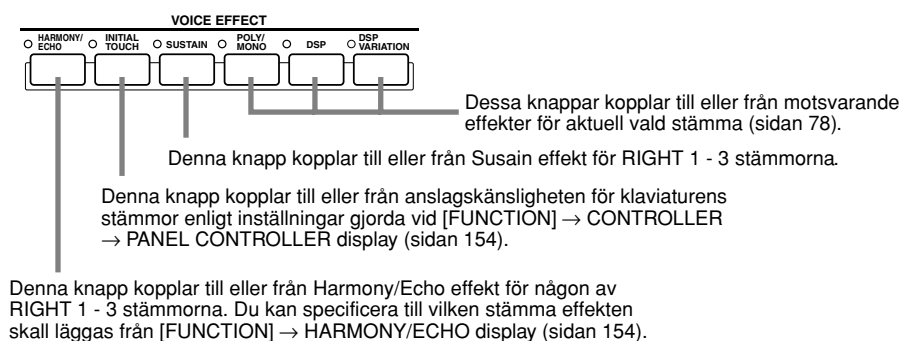 VOICE EFFECT
HARMONY/ INITIAL POLY/ DSP
ECHO TOUCH SUSTAIN MONO DSP VARIATION
Dessa knappar kopplar till eller från motsvarande
effekter för aktuell vald stämma (sidan 78).
Denna knapp kopplar till eller från Susain effekt för RIGHT 1 - 3 stämmorna.
Denna knapp kopplar till eller från anslagskänsligheten för klaviaturens
stämmor enligt inställningar gjorda vid [FUNCTION] → CONTROLLER
→ PANEL CONTROLLER display (sidan 154).
Denna knapp kopplar till eller från Harmony/Echo effekt för någon av
RIGHT 1 - 3 stämmorna. Du kan specificera till vilken stämma effekten
skall läggas från [FUNCTION] → HARMONY/ECHO display (sidan 154).